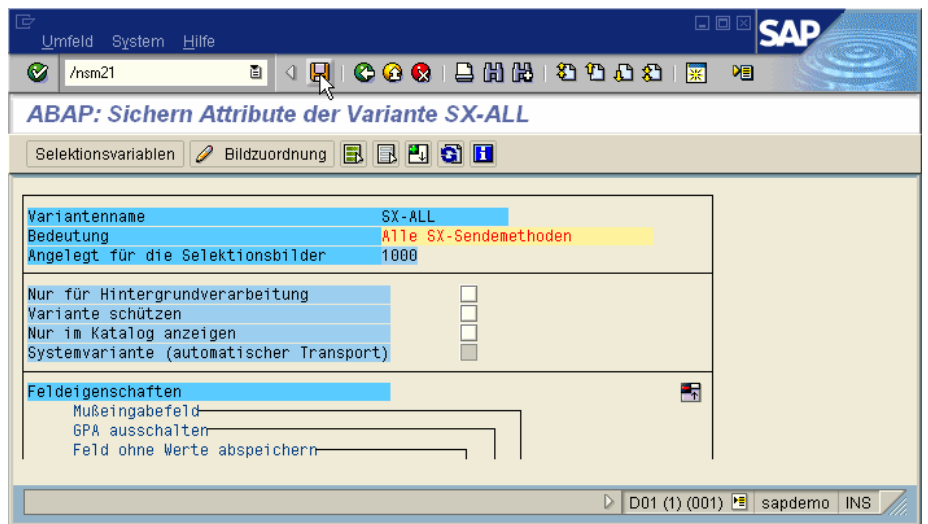 Umfeld System Hilfe
SAP
/nsm21
ABAP: Sichern Attribute der Variante SX-ALL
Selektionsvariablen Bildzuordnung
Variantenname SX-ALL
Bedeutung Alle SX-Sendemethoden
Angelegt für die Selektionsbilder 1000
Nur für Hintergrundverarbeitung
Variante schützen
Nur im Katalog anzeigen
Systemvariante (automatischer Transport)
Feldeigenschaften
Mußeingabefeld
GPA ausschalten
Feld ohne Werte abspeichern
D01 (1) (001) sapdemo INS